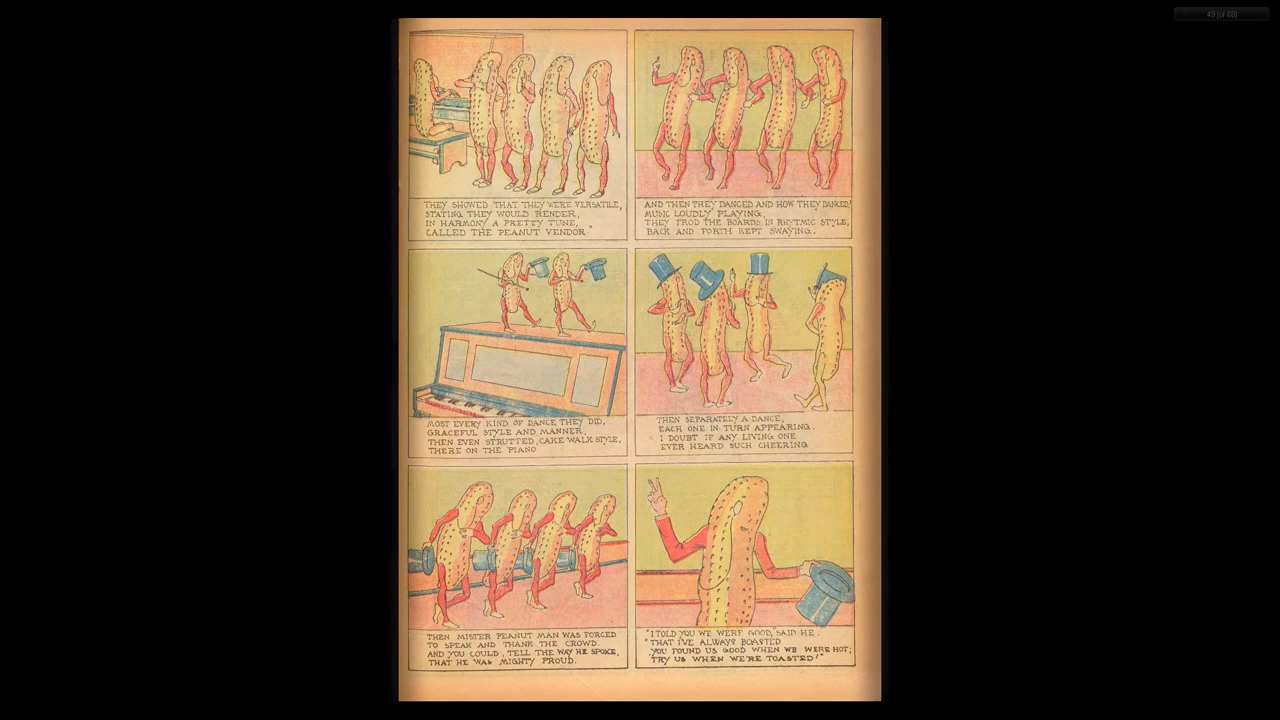 43 (of 68)
THEY SHOWED THAT THEY WERE VERSATILE,
STATING THEY WOULD RENDER,
IN HARMONY A PRETTY TUNE,
CALLED THE PEANUT VENDOR"
AND THEN THEY DANCED AND HOW THEY DANCED!
MUSIC LOUDLY PLAYING,
THEY TROD THE BOARDS IN RHYTMIC STYLE,
BACK AND FORTH KEPT SWAYING.
MOST EVERY KIND OF DANCE THEY DID,
GRACEFUL STYLE AND MANNER,
THEN EVEN STRUTTED, CAKE WALK STYLE,
THERE ON THE PIANO
THEN SEPARATELY A DANCE,
EACH ONE IN TURN APPEARING.
I DOUBT IF ANY LIVING ONE
EVER HEARD SUCH CHEERING
THEN MISTER PEANUT MAN WAS FORCED
TO SPEAK AND THANK THE CROWD.
AND YOU COULD, TELL THE WAY HE SPOKE,
THAT HE WAS MIGHTY PROUD.
"I TOLD YOU WE WERE GOOD," SAID HE.
"THAT I'VE ALWAYS BOASTED
YOU FOUND US GOOD WHEN WE WERE HOT;
TRY US WHEN WE'RE TOASTED!"